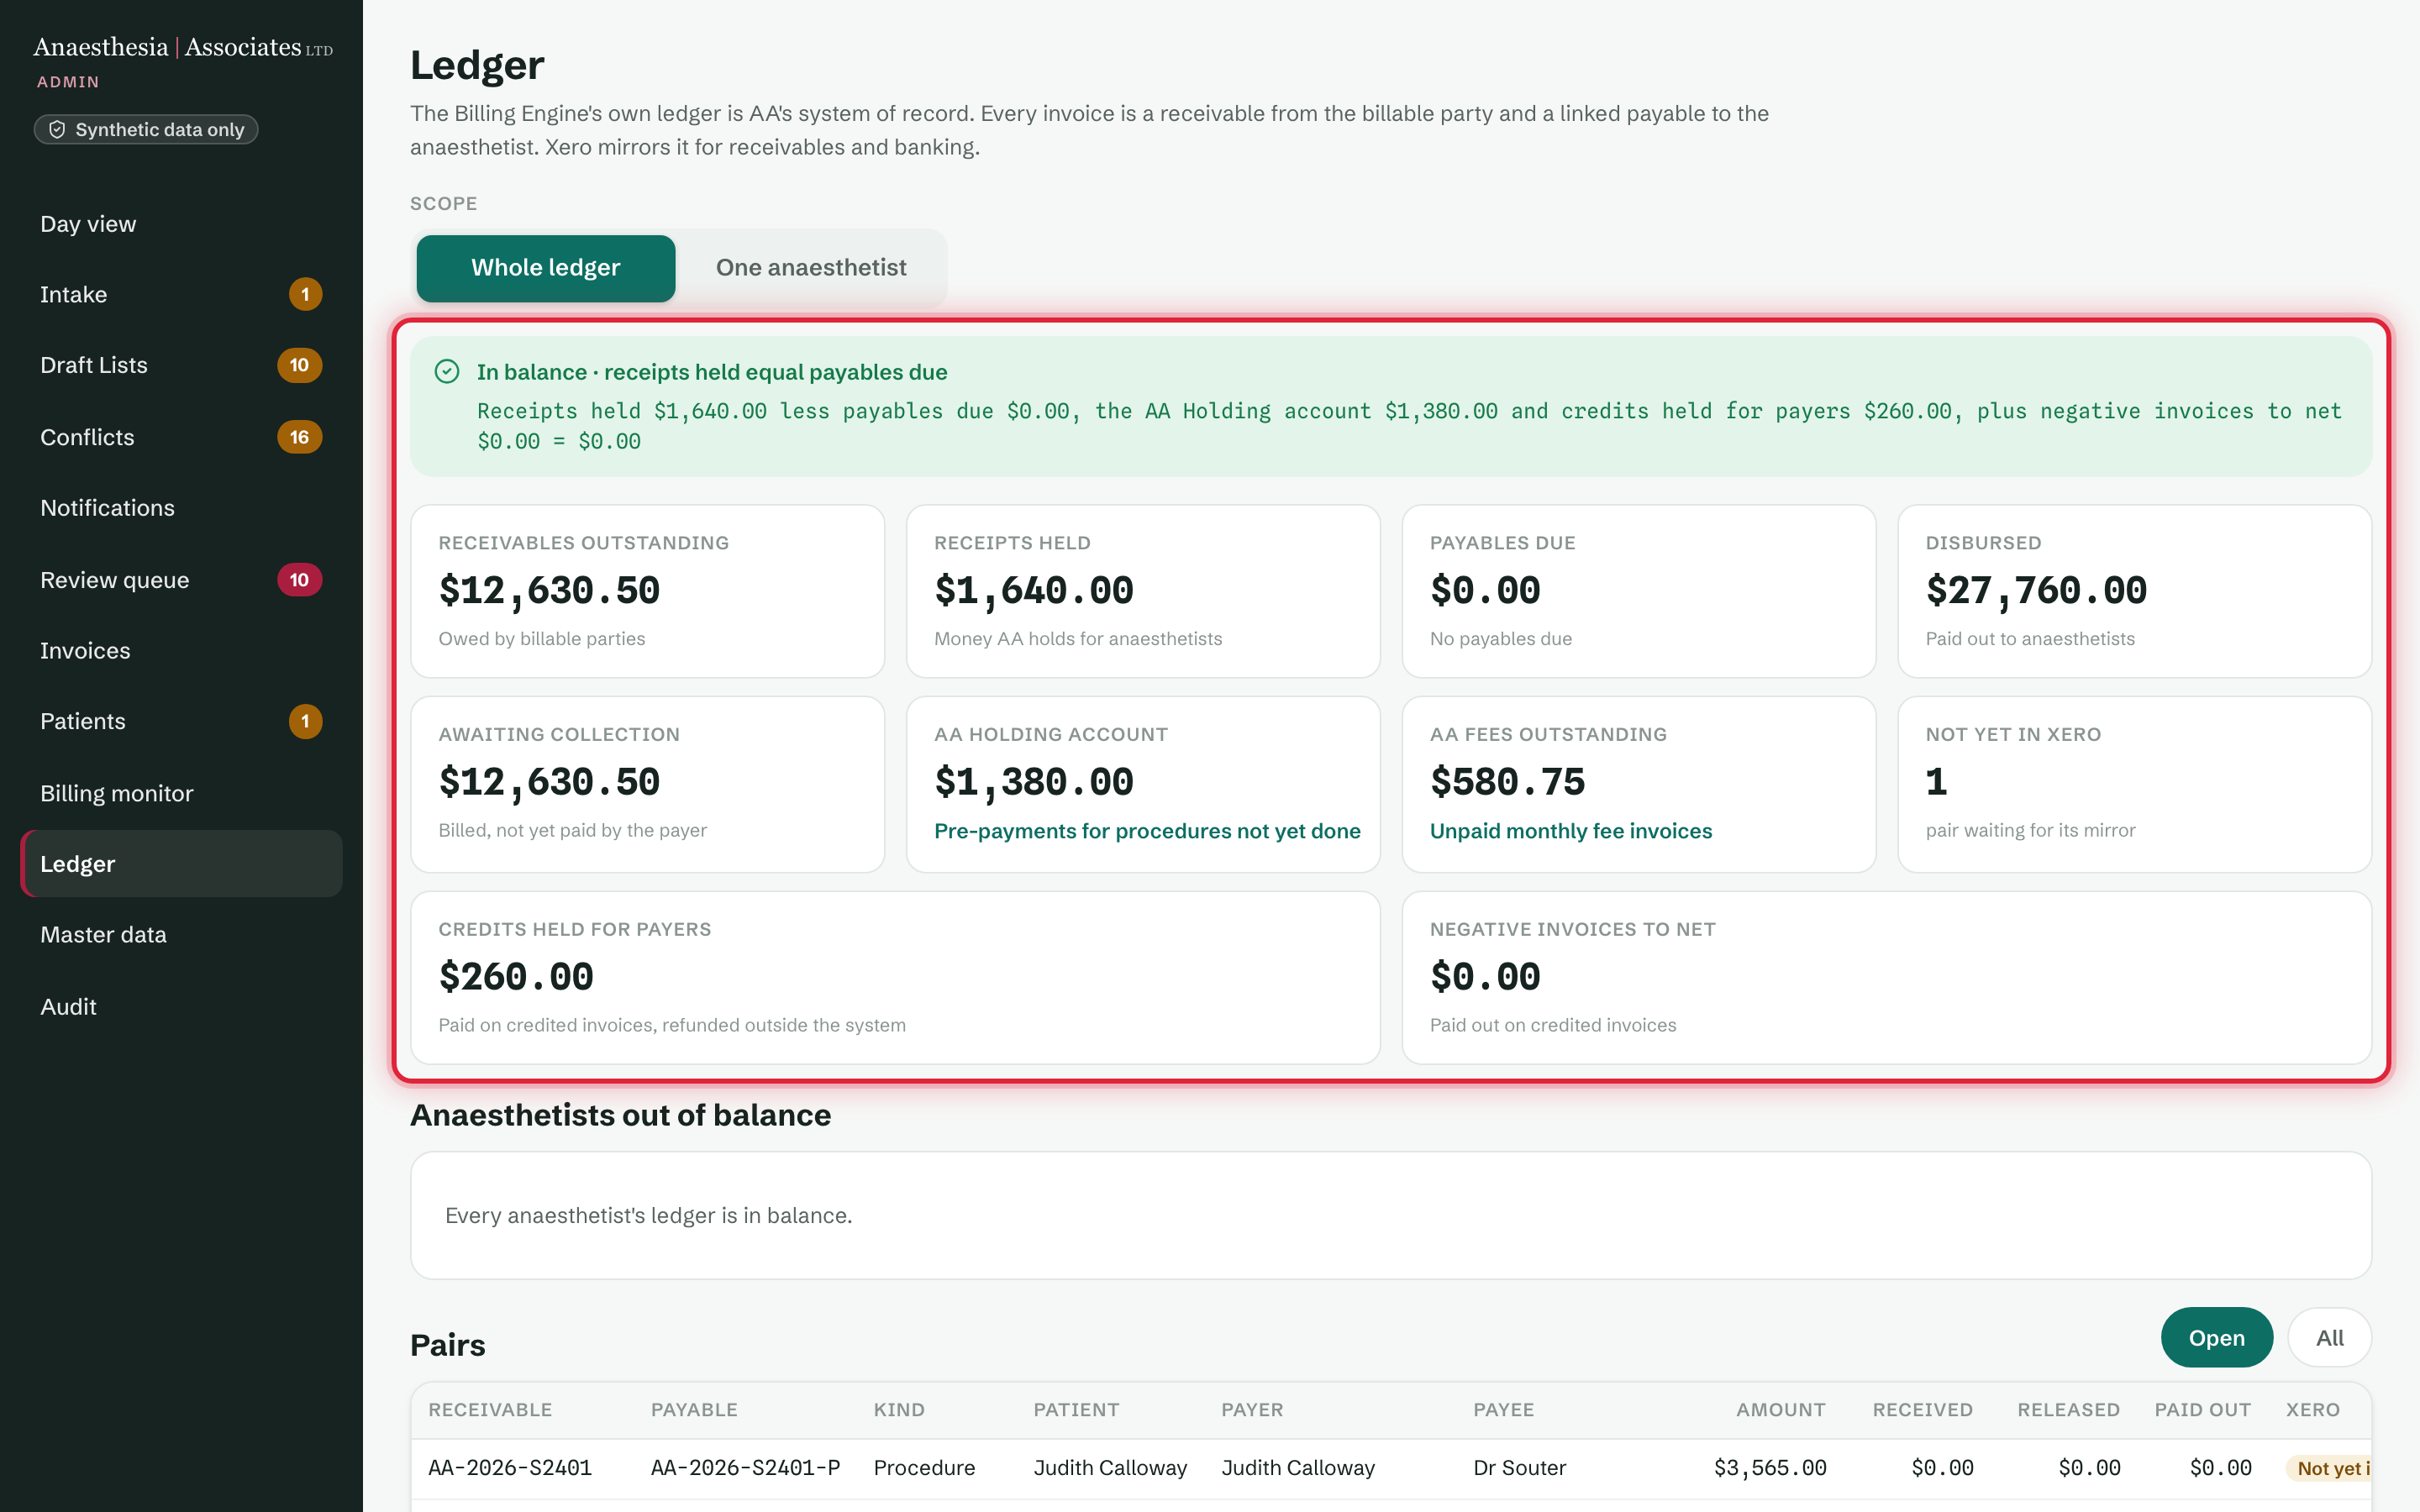 Anaesthesia | Associates LTD
ADMIN
Synthetic data only
Day view
Intake 1
Draft Lists 10
Conflicts 16
Notifications
Review queue 10
Invoices
Patients 1
Billing monitor
Ledger
Master data
Audit
Ledger
The Billing Engine's own ledger is AA's system of record. Every invoice is a receivable from the billable party and a linked payable to the
anaesthetist. Xero mirrors it for receivables and banking.
SCOPE
Whole ledger One anaesthetist
In balance · receipts held equal payables due
Receipts held $1,640.00 less payables due $0.00, the AA Holding account $1,380.00 and credits held for payers $260.00, plus negative invoices to net
$0.00 = $0.00
RECEIVABLES OUTSTANDING
$12,630.50
Owed by billable parties
RECEIPTS HELD
$1,640.00
Money AA holds for anaesthetists
PAYABLES DUE
$0.00
No payables due
DISBURSED
$27,760.00
Paid out to anaesthetists
AWAITING COLLECTION
$12,630.50
Billed, not yet paid by the payer
AA HOLDING ACCOUNT
$1,380.00
Pre-payments for procedures not yet done
AA FEES OUTSTANDING
$580.75
Unpaid monthly fee invoices
NOT YET IN XERO
1
pair waiting for its mirror
CREDITS HELD FOR PAYERS
$260.00
Paid on credited invoices, refunded outside the system
NEGATIVE INVOICES TO NET
$0.00
Paid out on credited invoices
Anaesthetists out of balance
Every anaesthetist's ledger is in balance.
Pairs
Open All
RECEIVABLE PAYABLE KIND PATIENT PAYER PAYEE AMOUNT RECEIVED RELEASED PAID OUT XERO
AA-2026-S2401 AA-2026-S2401-P Procedure Judith Calloway Judith Calloway Dr Souter $3,565.00 $0.00 $0.00 $0.00 Not yet i